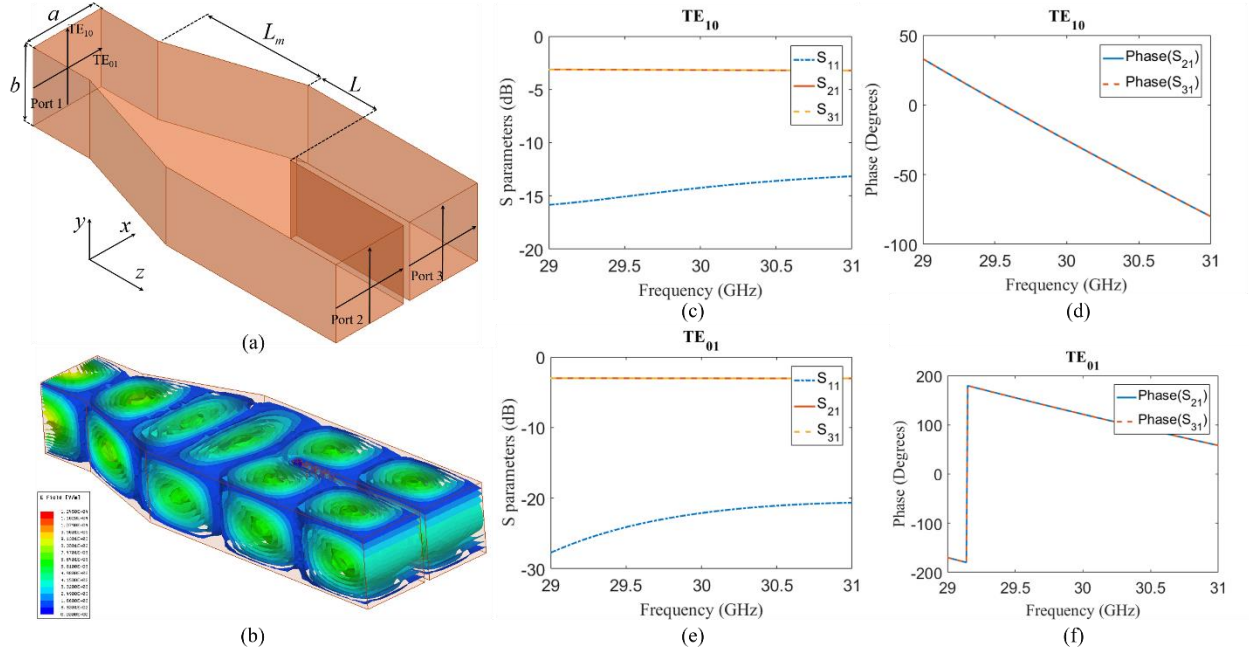 a
TE10
L_m
TE01
b
L
Port 1
y
x
z
Port 3
Port 2
(a)
E Field [V/m]
(b)
TE10
0
-5
-10
-15
-20
S parameters (dB)
S11
S21
S31
29
29.5
30
30.5
31
Frequency (GHz)
(c)
TE10
50
0
-50
-100
Phase (Degrees)
Phase(S21)
Phase(S31)
29
29.5
30
30.5
31
Frequency (GHz)
(d)
TE01
0
-10
-20
-30
S parameters (dB)
S11
S21
S31
29
29.5
30
30.5
31
Frequency (GHz)
(e)
TE01
200
100
0
-100
-200
Phase (Degrees)
Phase(S21)
Phase(S31)
29
29.5
30
30.5
31
Frequency (GHz)
(f)